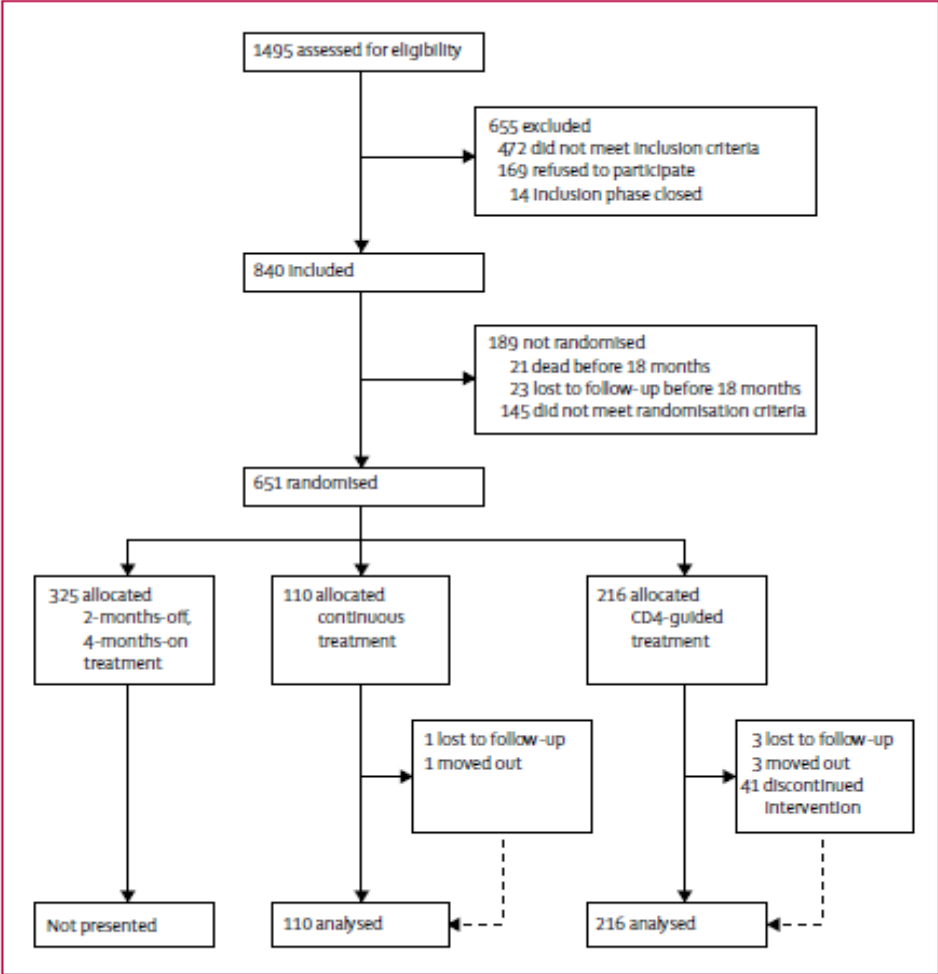 1495 assessed for eligibility
655 excluded
472 did not meet inclusion criteria
169 refused to participate
14 inclusion phase closed
840 included
189 not randomised
21 dead before 18 months
23 lost to follow-up before 18 months
145 did not meet randomisation criteria
651 randomised
325 allocated
2-months-off,
4-months-on
treatment
110 allocated
continuous
treatment
216 allocated
CD4-guided
treatment
1 lost to follow-up
1 moved out
3 lost to follow-up
3 moved out
41 discontinued
intervention
Not presented
110 analysed
216 analysed